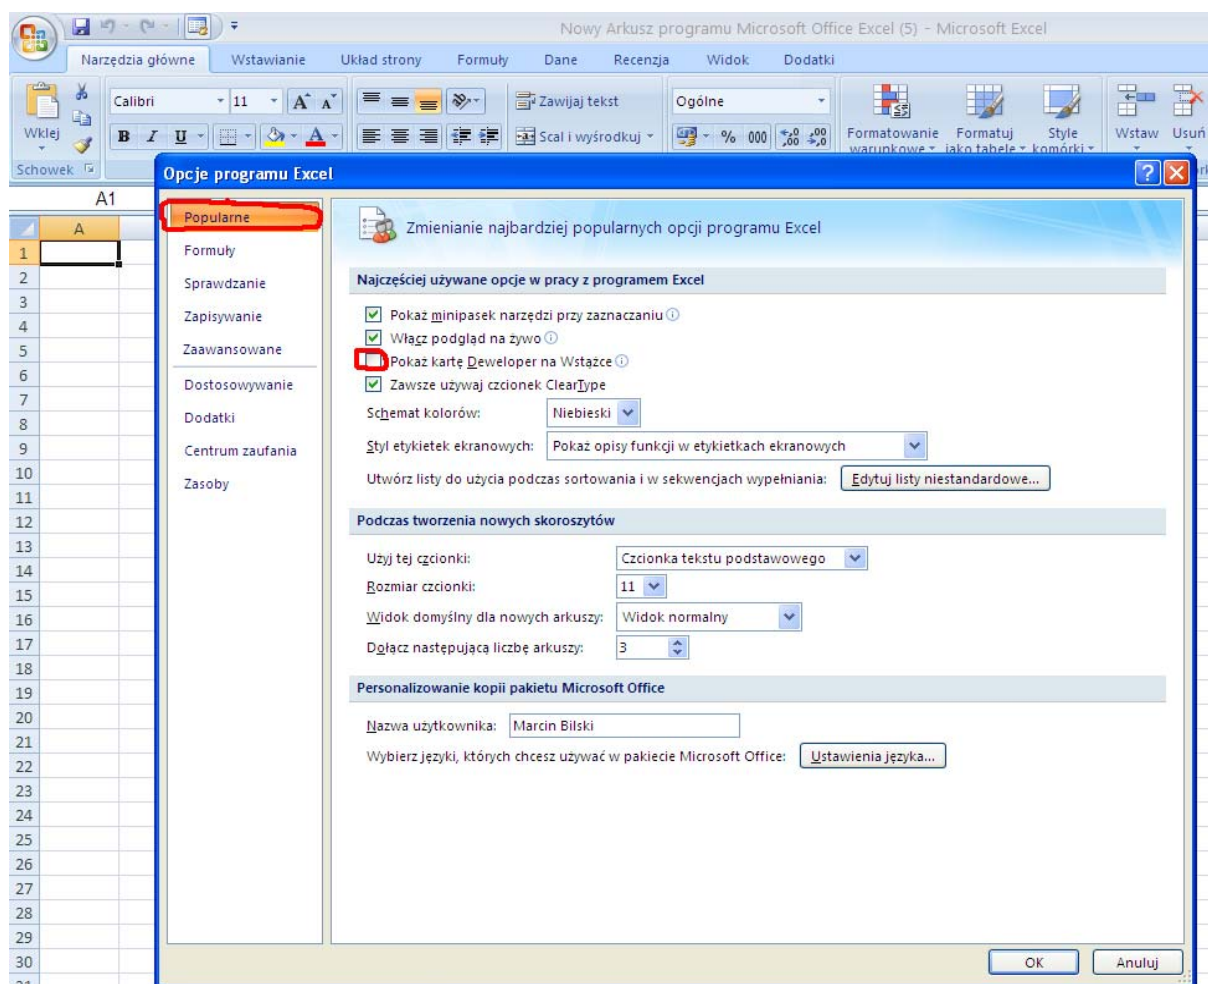 Nowy Arkusz programu Microsoft Office Excel (5) - Microsoft Excel
Narzędzia główne Wstawianie Układ strony Formuły Dane Recenzja Widok Dodatki
Calibri 11 A A Zawijaj tekst Ogólne
Wklej B I U A Scal i wyśrodkuj % 000 Formatowanie warunkowe Formatuj jako tabelę Style komórki Wstaw Usuń
Schowek
Opcje programu Excel
A1
A
1
2
3
4
5
6
7
8
9
10
11
12
13
14
15
16
17
18
19
20
21
22
23
24
25
26
27
28
29
30
31
Popularne
Formuły
Sprawdzanie
Zapisywanie
Zaawansowane
Dostosowywanie
Dodatki
Centrum zaufania
Zasoby
Zmienianie najbardziej popularnych opcji programu Excel
Najczęściej używane opcje w pracy z programem Excel
Pokaż minipasek narzędzi przy zaznaczaniu
Włącz podgląd na żywo
Pokaż kartę Deweloper na Wstążce
Zawsze używaj czcionek ClearType
Schemat kolorów: Niebieski
Styl etykietek ekranowych: Pokaż opisy funkcji w etykietkach ekranowych
Utwórz listy do użycia podczas sortowania i w sekwencjach wypełniania: Edytuj listy niestandardowe...
Podczas tworzenia nowych skoroszytów
Użyj tej czcionki: Czcionka tekstu podstawowego
Rozmiar czcionki: 11
Widok domyślny dla nowych arkuszy: Widok normalny
Dołącz następującą liczbę arkuszy: 3
Personalizowanie kopii pakietu Microsoft Office
Nazwa użytkownika: Marcin Bilski
Wybierz języki, których chcesz używać w pakiecie Microsoft Office: Ustawienia języka...
OK Anuluj